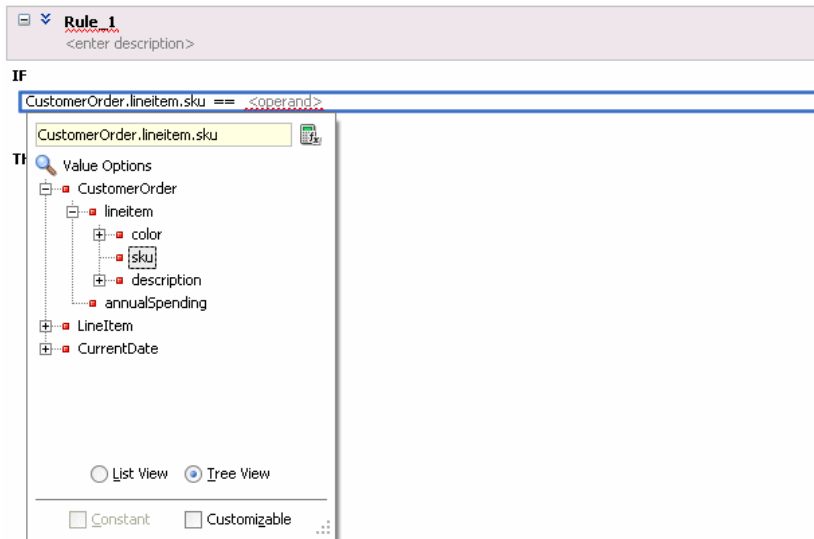 Rule_1
<enter description>
IF
CustomerOrder.lineitem.sku == <operand>
CustomerOrder.lineitem.sku
Value Options
CustomerOrder
lineitem
color
sku
description
annualSpending
LineItem
CurrentDate
List View Tree View
Constant Customizable